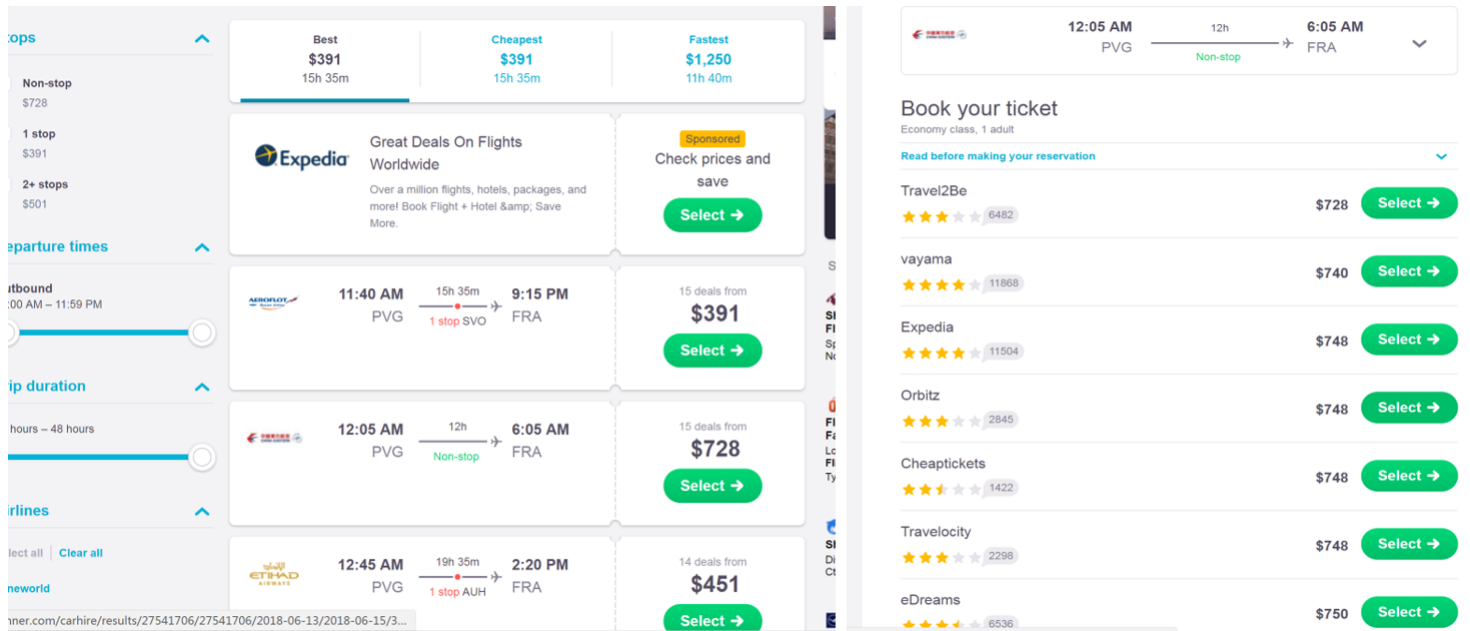 ops
Non-stop
$728
1 stop
$391
2+ stops
$501
eparture times
utbound
:00 AM – 11:59 PM
ip duration
hours – 48 hours
irlines
lect all
Clear all
neworld
nner.com/carhire/results/27541706/27541706/2018-06-13/2018-06-15/3...
Best
$391
15h 35m
Cheapest
$391
15h 35m
Fastest
$1,250
11h 40m
Expedia
Great Deals On Flights
Worldwide
Over a million flights, hotels, packages, and
more! Book Flight + Hotel &amp; Save
More.
Sponsored
Check prices and
save
Select →
AEROFLOT
11:40 AM
PVG
15h 35m
1 stop SVO
9:15 PM
FRA
15 deals from
$391
Select →
12:05 AM
PVG
12h
Non-stop
6:05 AM
FRA
15 deals from
$728
Select →
ETIHAD
AIRWAYS
12:45 AM
PVG
19h 35m
1 stop AUH
2:20 PM
FRA
14 deals from
$451
Select →
12:05 AM
PVG
12h
Non-stop
6:05 AM
FRA
Book your ticket
Economy class, 1 adult
Read before making your reservation
Travel2Be
6482
$728
Select →
vayama
11868
$740
Select →
Expedia
11504
$748
Select →
Orbitz
2845
$748
Select →
Cheaptickets
1422
$748
Select →
Travelocity
2298
$748
Select →
eDreams
6536
$750
Select →